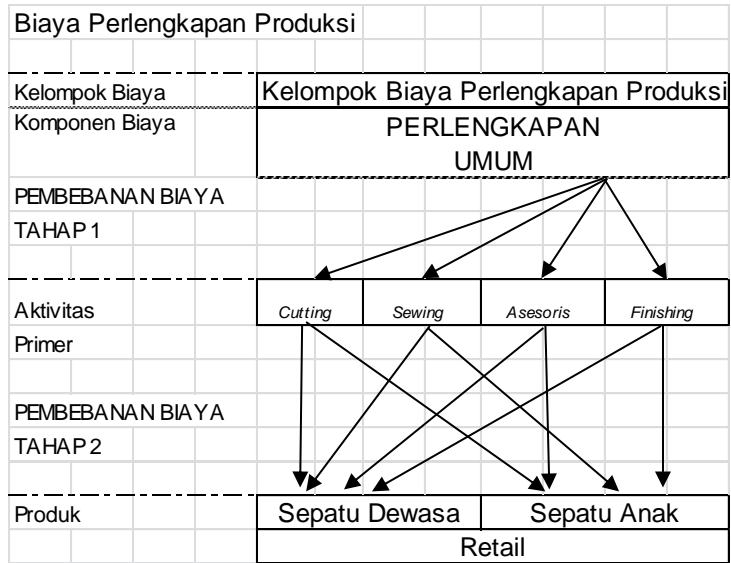 Biaya Perlengkapan Produksi
Kelompok Biaya Kelompok Biaya Perlengkapan Produksi
Komponen Biaya PERLENGKAPAN
UMUM
PEMBEBANAN BIAYA
TAHAP 1
Aktivitas Cutting Sewing Asesoris Finishing
Primer
PEMBEBANAN BIAYA
TAHAP 2
Produk Sepatu Dewasa Sepatu Anak
Retail